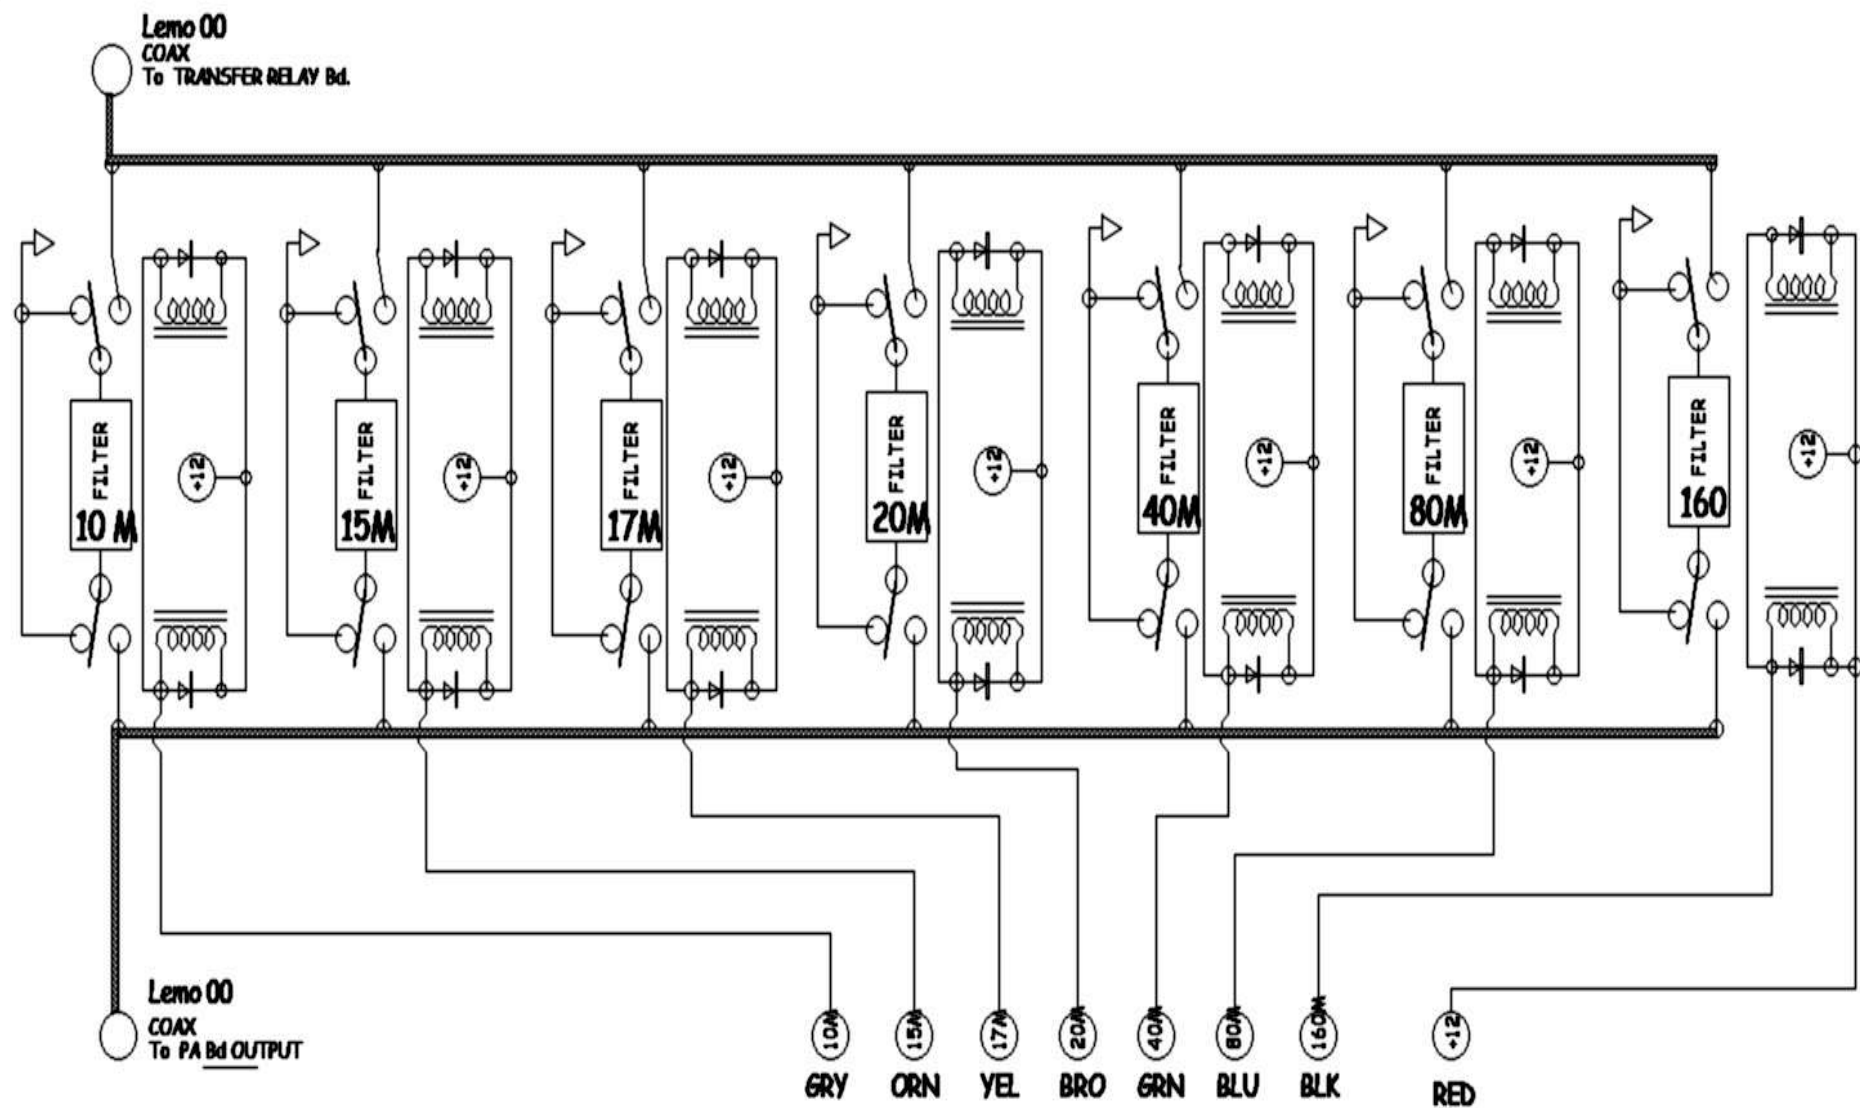 Lemo 00
COAX
To TRANSFER RELAY Bd.
FILTER
10 M
+12
FILTER
15M
+12
FILTER
17M
+12
FILTER
20M
+12
FILTER
40M
+12
FILTER
80M
+12
FILTER
160
+12
Lemo 00
COAX
To PA Bd OUTPUT
10M
15M
17M
20M
40M
80M
160M
+12
GRY
ORN
YEL
BRO
GRN
BLU
BLK
RED